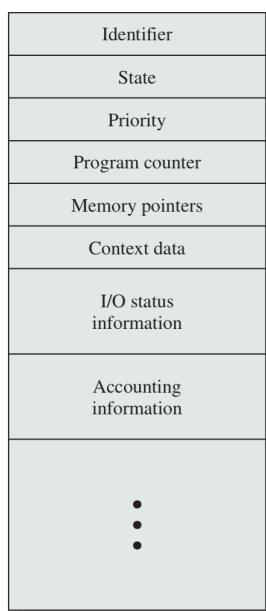 Identifier
State
Priority
Program counter
Memory pointers
Context data
I/O status
information
Accounting
information